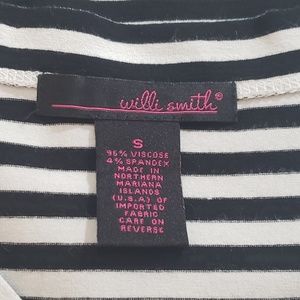 willi smith®
S
95% VISCOSE
4% SPANDEX
MADE IN
NORTHERN
MARIANA
ISLANDS
(U.S.A.) OF
IMPORTED
FABRIC
CARE ON
REVERSE